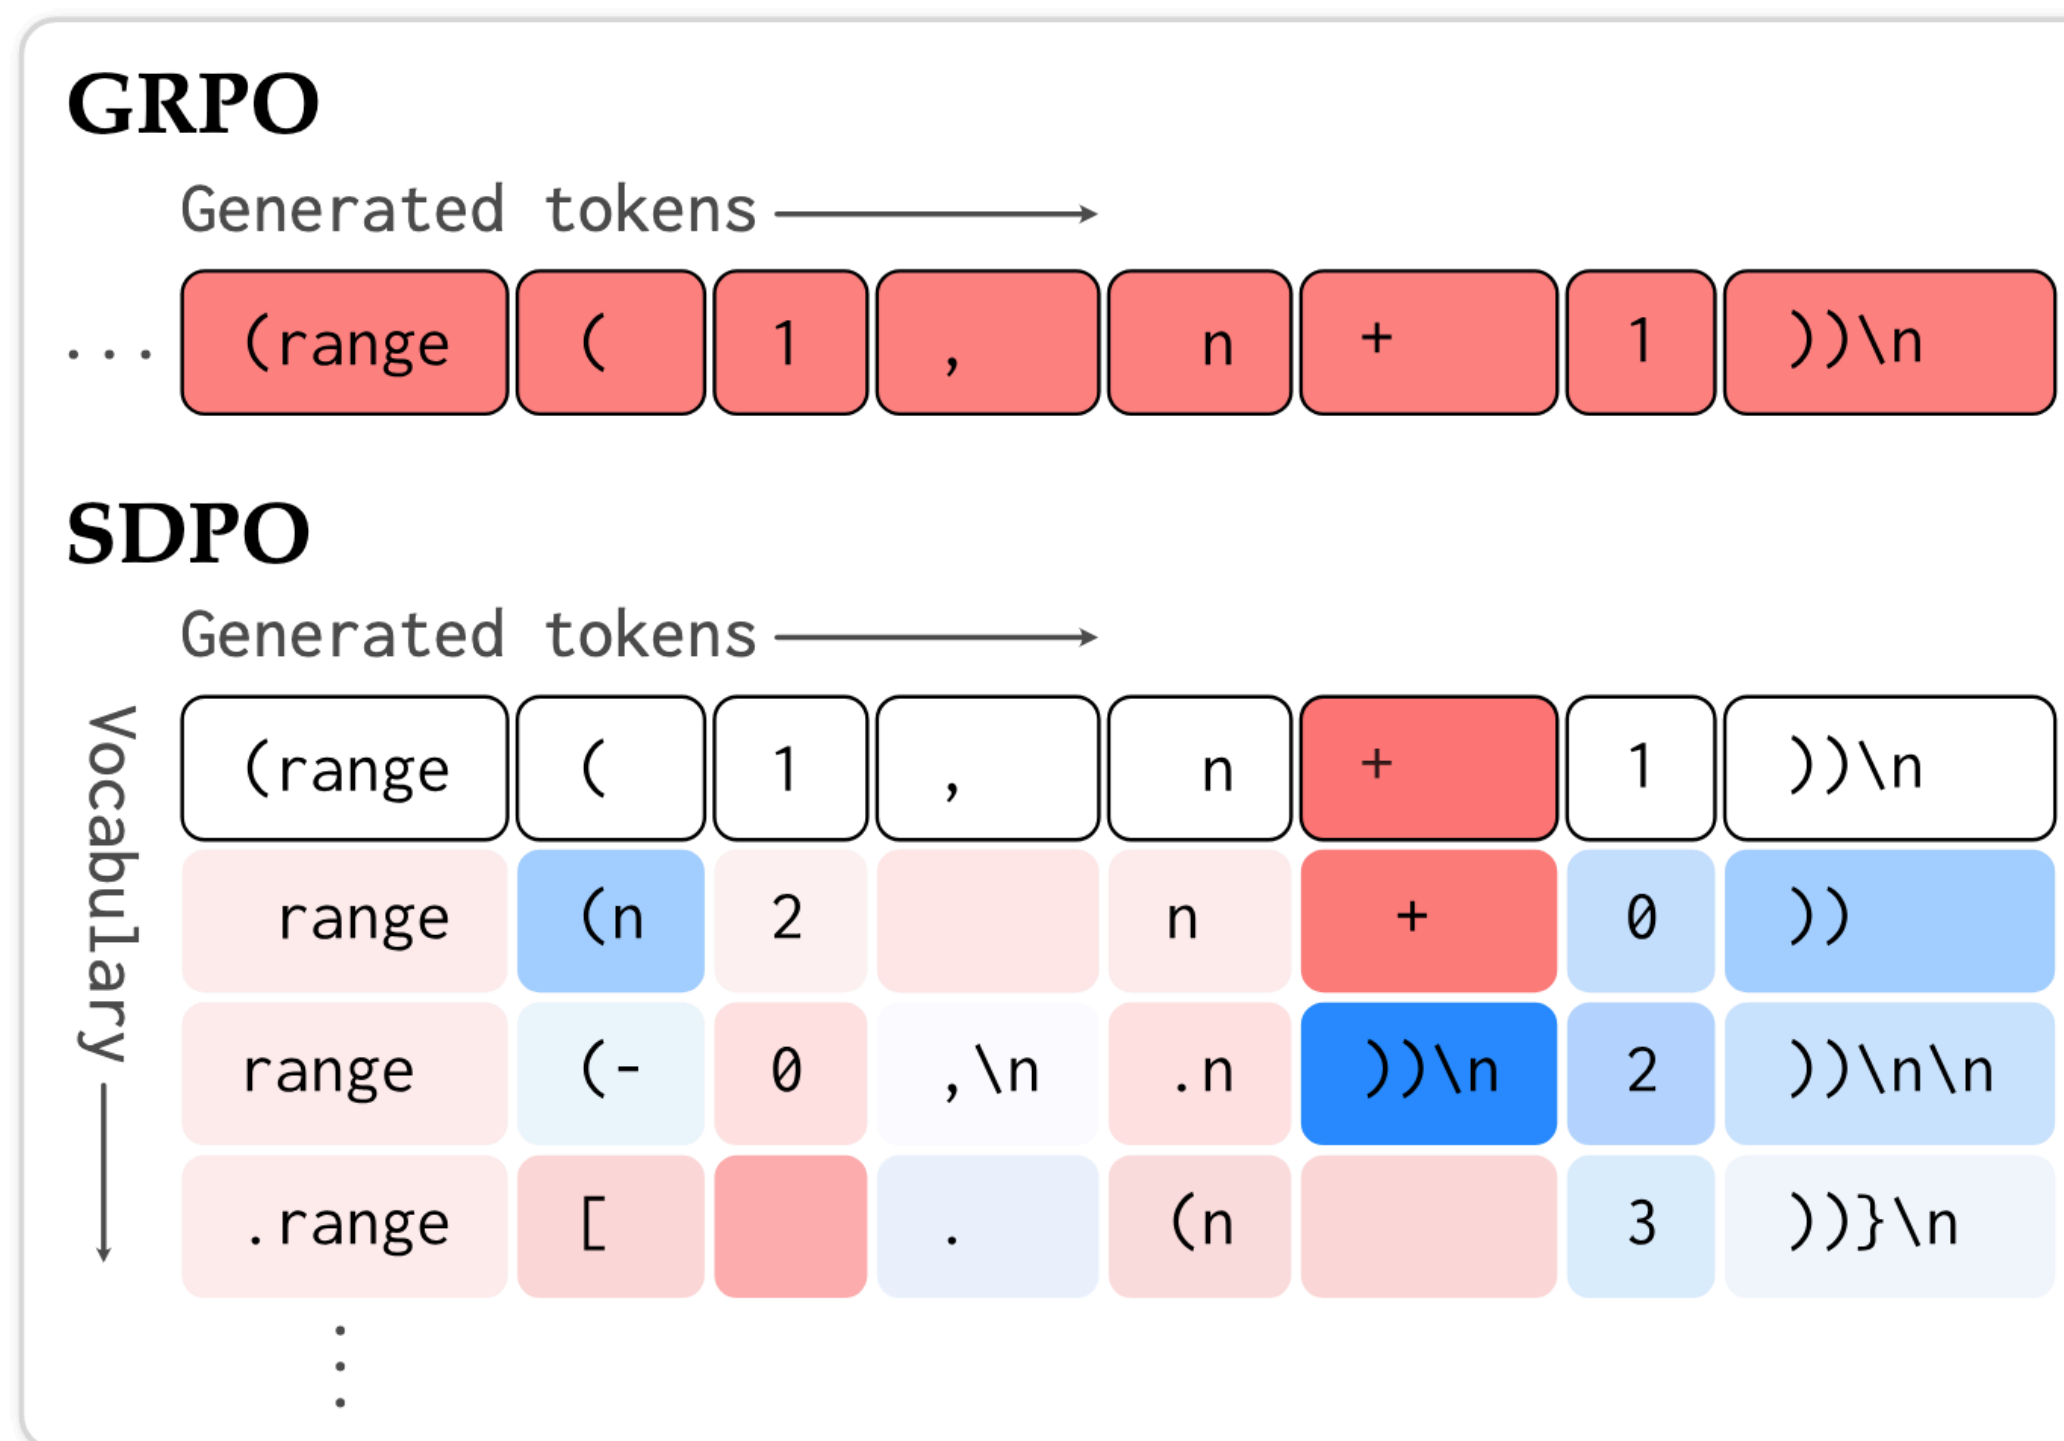 GRPO
Generated tokens
... (range ( 1 , n + 1 ))\n
SDPO
Generated tokens
Vocabulary
(range ( 1 , n + 1 ))\n
range (n 2 n + 0 ))
range (- 0 ,\n .n ))\n 2 ))\n\n
.range [ . (n 3 ))}\n
...